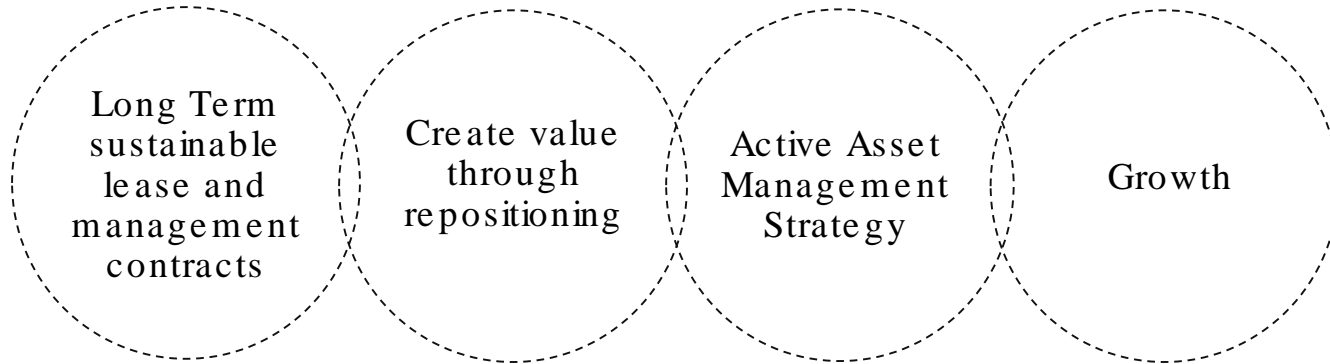 Long Term
sustainable
lease and
management
contracts
Create value
through
repositioning
Active Asset
Management
Strategy
Growth